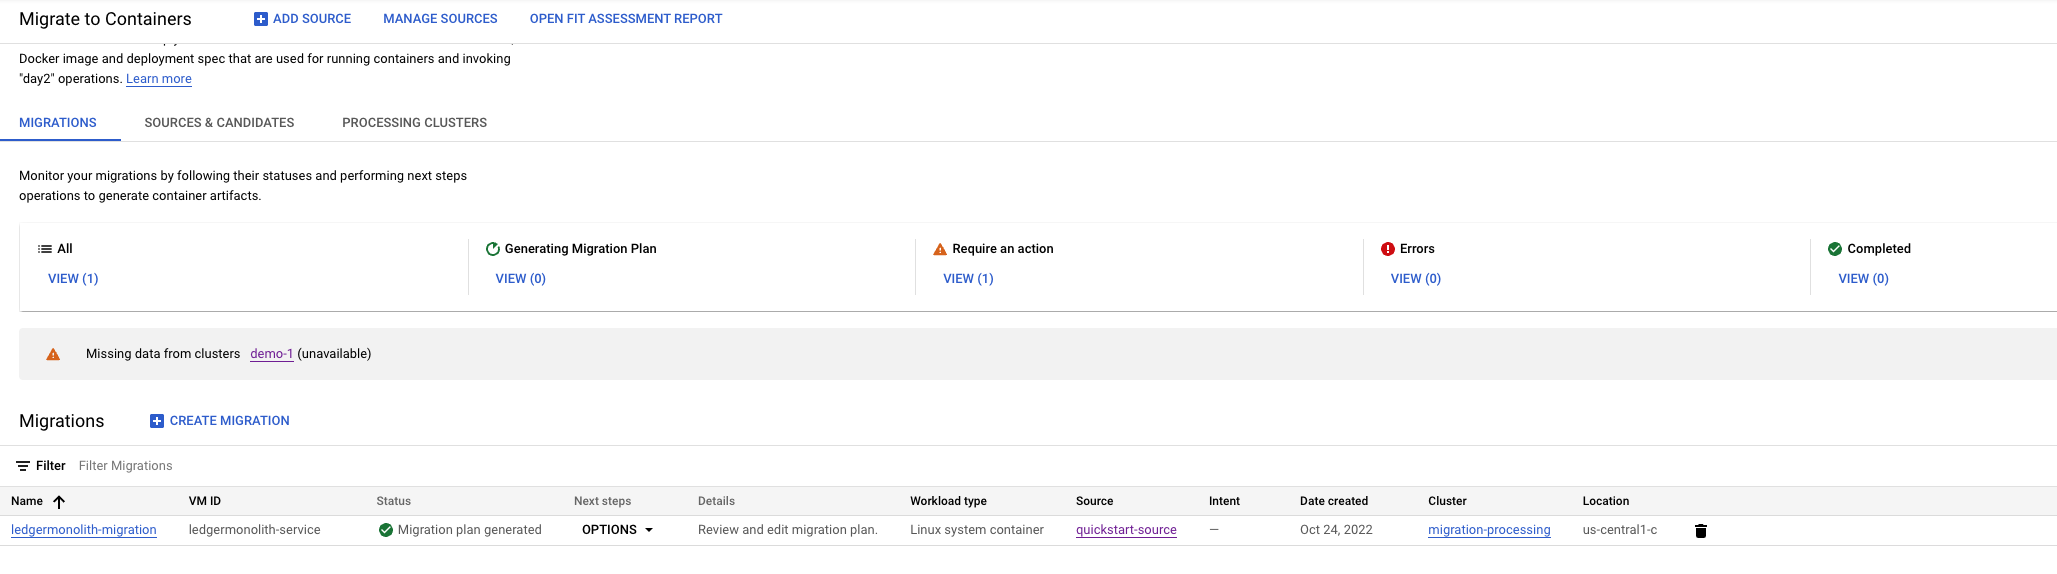 Migrate to Containers
ADD SOURCE
MANAGE SOURCES
OPEN FIT ASSESSMENT REPORT
Docker image and deployment spec that are used for running containers and invoking
"day2" operations. Learn more
MIGRATIONS
SOURCES & CANDIDATES
PROCESSING CLUSTERS
Monitor your migrations by following their statuses and performing next steps
operations to generate container artifacts.
All
VIEW (1)
Generating Migration Plan
VIEW (0)
Require an action
VIEW (1)
Errors
VIEW (0)
Completed
VIEW (0)
Missing data from clusters demo-1 (unavailable)
Migrations
CREATE MIGRATION
Filter Filter Migrations
Name VM ID Status Next steps Details Workload type Source Intent Date created Cluster Location
ledgermonolith-migration ledgermonolith-service Migration plan generated OPTIONS Review and edit migration plan. Linux system container quickstart-source — Oct 24, 2022 migration-processing us-central1-c